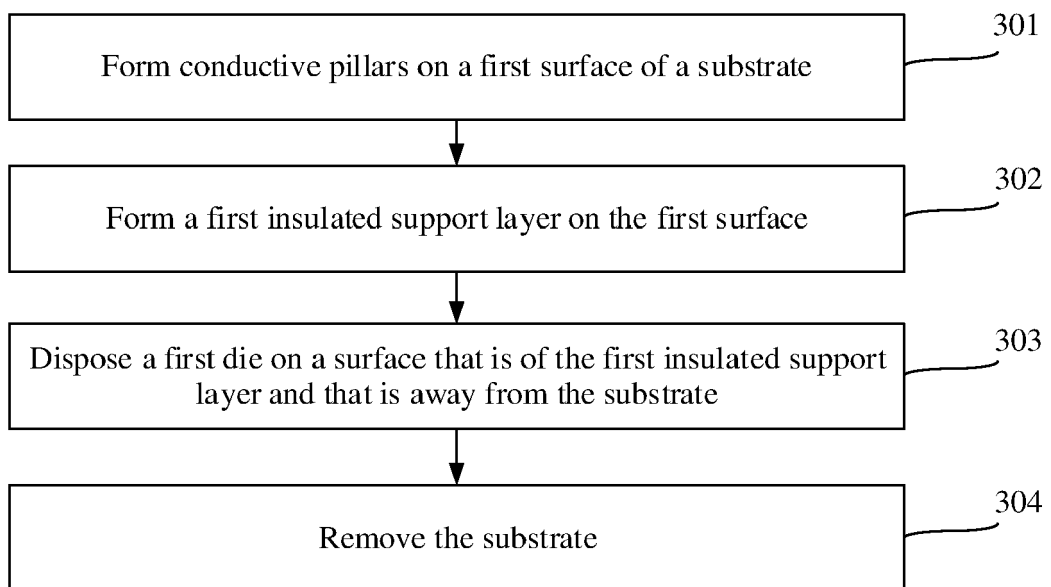 301
Form conductive pillars on a first surface of a substrate
302
Form a first insulated support layer on the first surface
303
Dispose a first die on a surface that is of the first insulated support
layer and that is away from the substrate
304
Remove the substrate